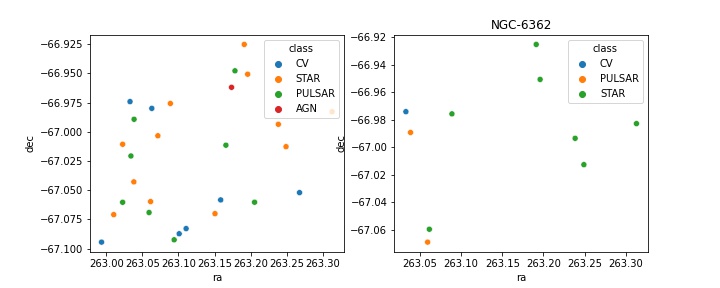 NGC-6362
class
CV
STAR
PULSAR
AGN
−66.925
−66.950
−66.975
−67.000
−67.025
−67.050
−67.075
−67.100
dec
263.00 263.05 263.10 263.15 263.20 263.25 263.30
ra
class
CV
PULSAR
STAR
−66.92
−66.94
−66.96
−66.98
−67.00
−67.02
−67.04
−67.06
dec
263.05 263.10 263.15 263.20 263.25 263.30
ra